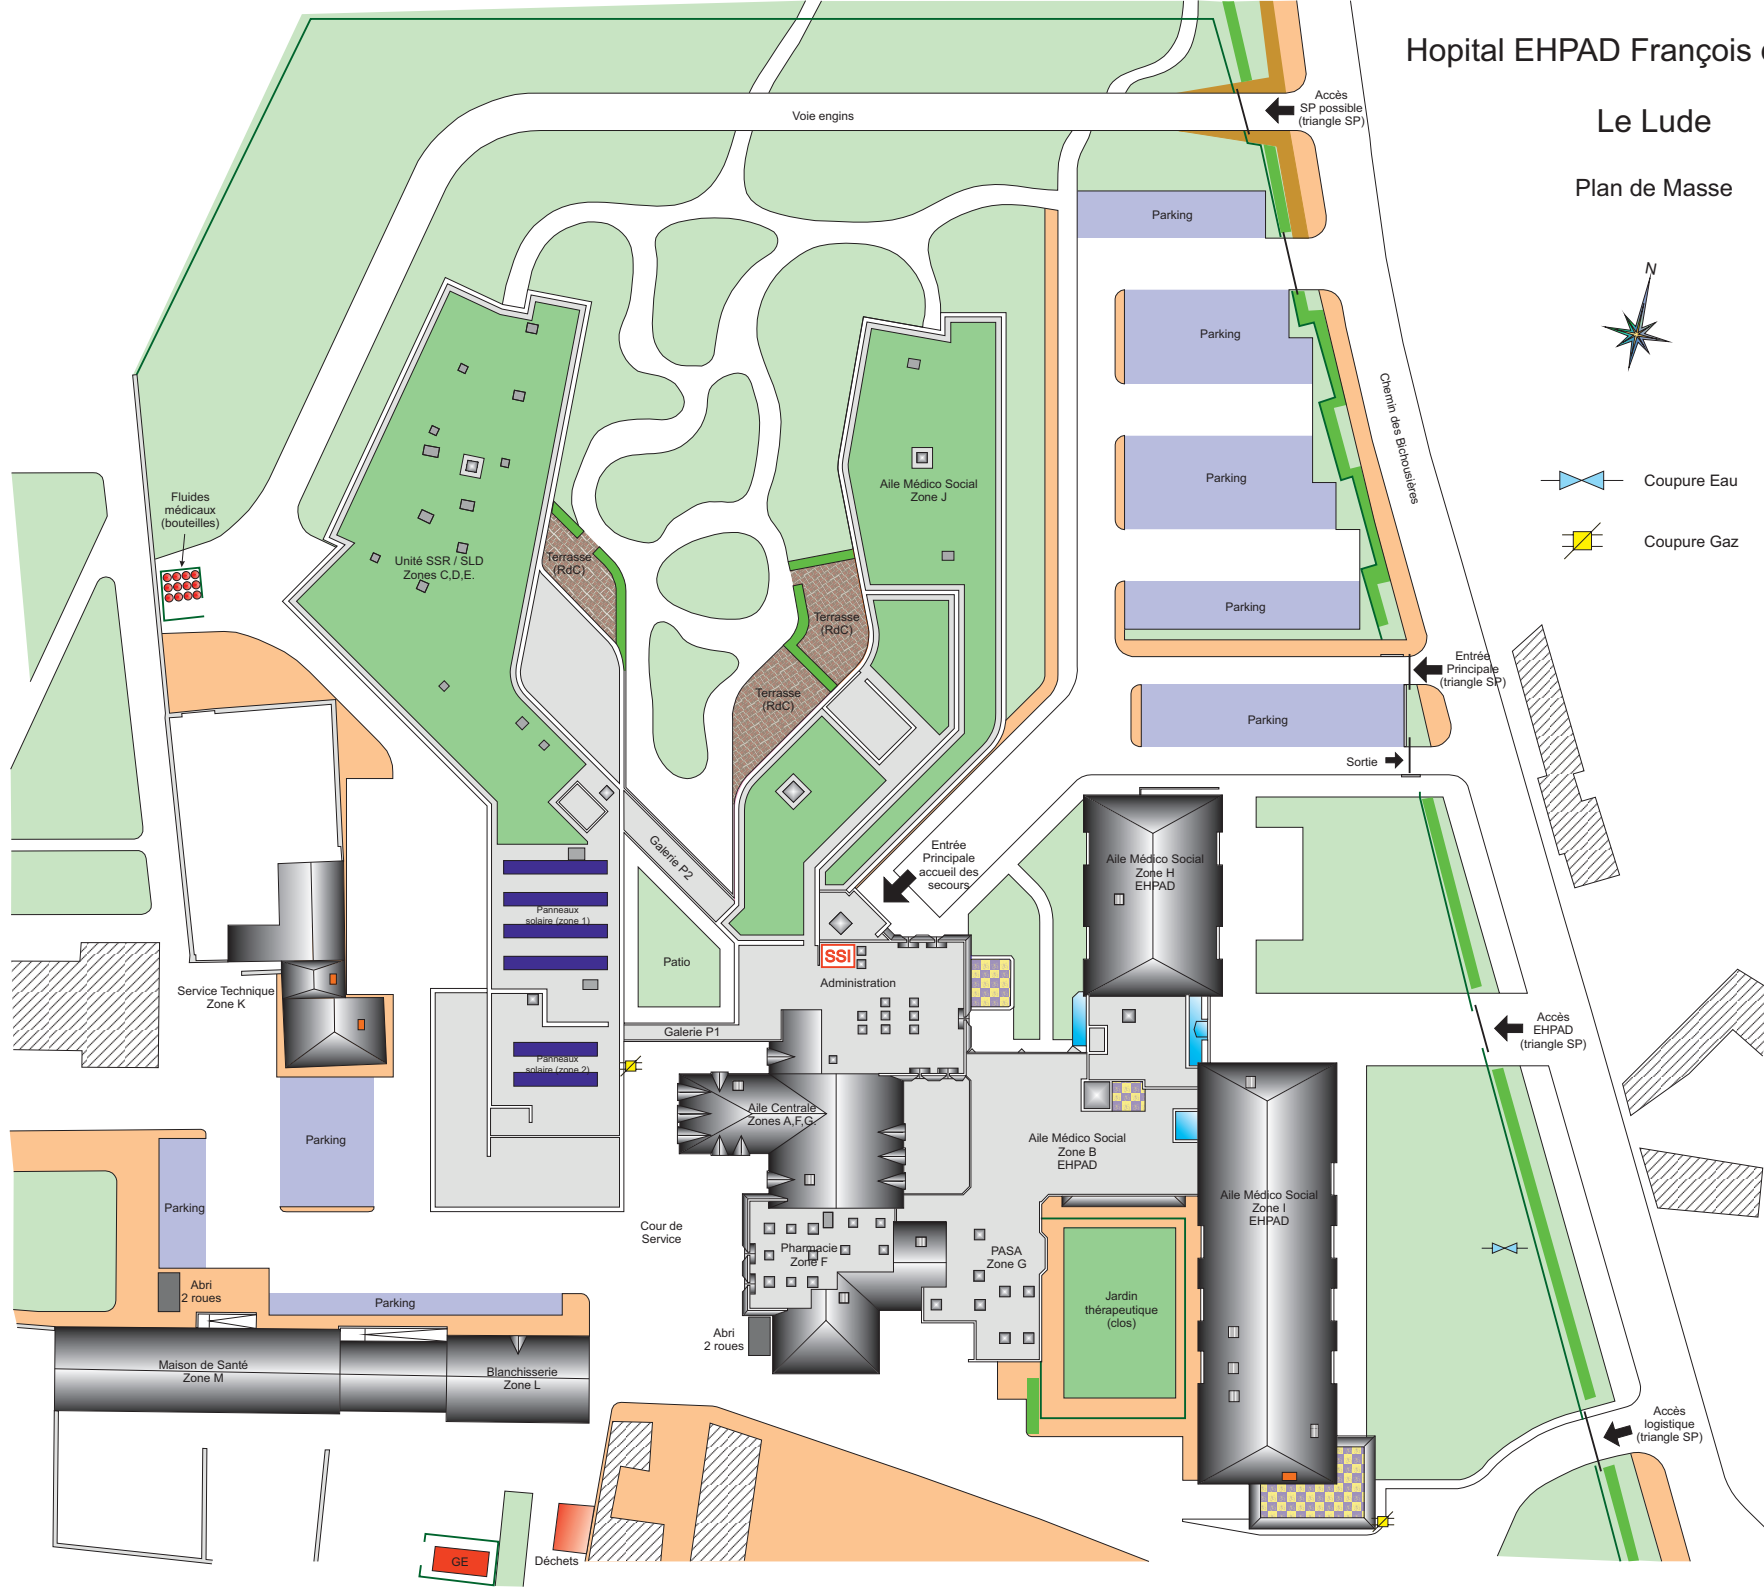 Hopital EHPAD François
Le Lude
Plan de Masse
N
Coupure Eau
Coupure Gaz
Accès
SP possible
(triangle SP)
Voie engins
Parking
Parking
Chemin des Bichousières
Parking
Parking
Entrée
Principale
(triangle SP)
Parking
Sortie
Fluides
médicaux
(bouteilles)
Unité SSR / SLD
Zones C,D,E.
Aile Médico Social
Zone J
Terrasse
(RdC)
Terrasse
(RdC)
Terrasse
(RdC)
Galerie P2
Entrée
Principale
accueil des
secours
Aile Médico Social
Zone H
EHPAD
Panneaux
solaire (zone 1)
Patio
SSI
Administration
Service Technique
Zone K
Galerie P1
Accès
EHPAD
(triangle SP)
Panneaux
solaire (zone 2)
Aile Centrale
Zones A,F,G.
Parking
Aile Médico Social
Zone B
EHPAD
Parking
Aile Médico Social
Zone I
EHPAD
Cour de
Service
Pharmacie
Zone F
PASA
Zone G
Abri
2 roues
Parking
Jardin
thérapeutique
(clos)
Abri
2 roues
Maison de Santé
Zone M
Blanchisserie
Zone L
Accès
logistique
(triangle SP)
GE
Déchets